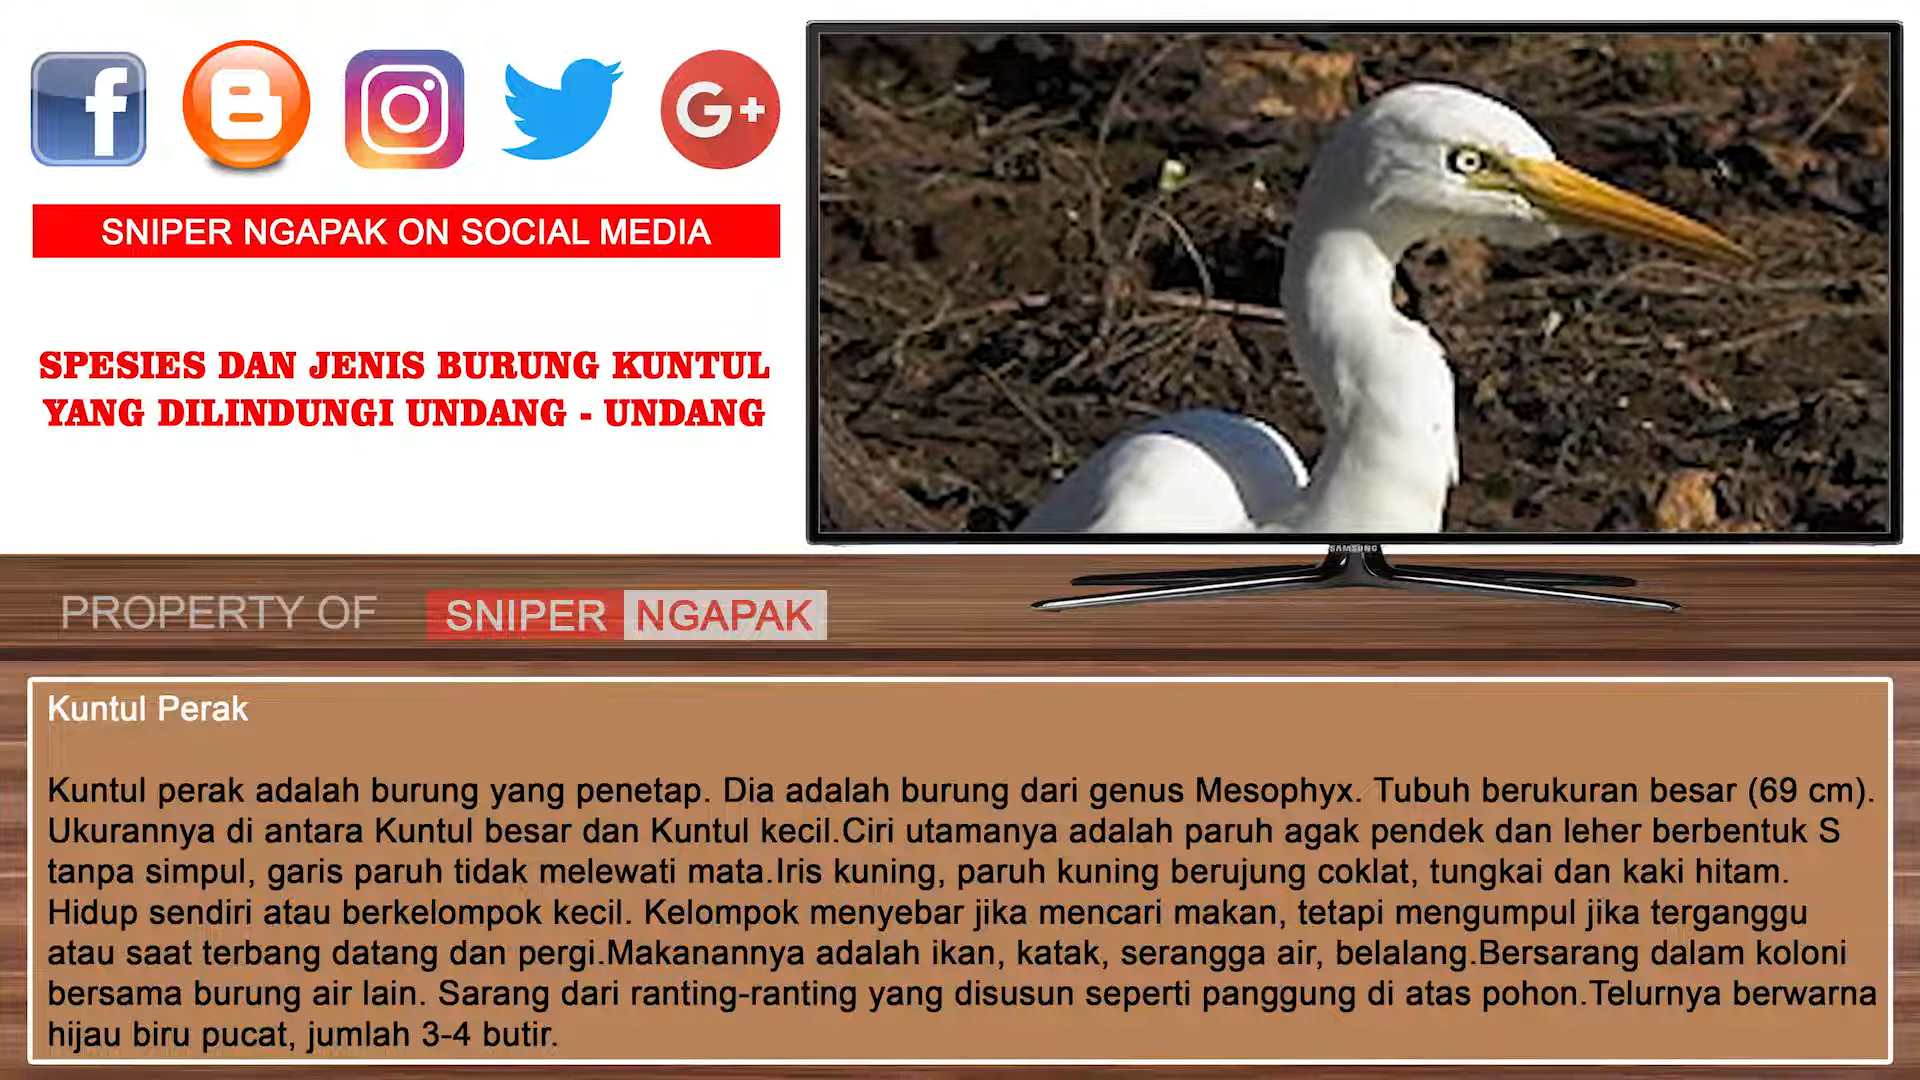 SNIPER NGAPAK ON SOCIAL MEDIA
SPESIES DAN JENIS BURUNG KUNTUL
YANG DILINDUNGI UNDANG - UNDANG
G+
SAMSUNG
PROPERTY OF SNIPER NGAPAK
Kuntul Perak
Kuntul perak adalah burung yang penetap. Dia adalah burung dari genus Mesophyx. Tubuh berukuran besar (69 cm).
Ukurannya di antara Kuntul besar dan Kuntul kecil.Ciri utamanya adalah paruh agak pendek dan leher berbentuk S
tanpa simpul, garis paruh tidak melewati mata.Iris kuning, paruh kuning berujung coklat, tungkai dan kaki hitam.
Hidup sendiri atau berkelompok kecil. Kelompok menyebar jika mencari makan, tetapi mengumpul jika terganggu
atau saat terbang datang dan pergi.Makanannya adalah ikan, katak, serangga air, belalang.Bersarang dalam koloni
bersama burung air lain. Sarang dari ranting-ranting yang disusun seperti panggung di atas pohon.Telurnya berwarna
hijau biru pucat, jumlah 3-4 butir.